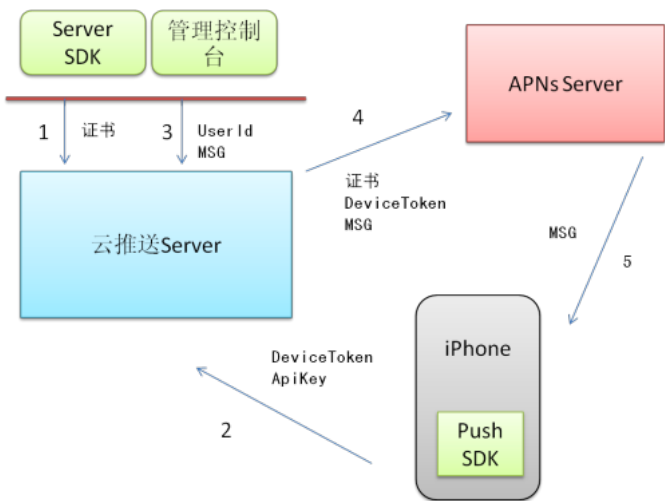 Server
SDK
管理控制
台
APNs Server
1
证书
3
UserId
MSG
4
证书
DeviceToken
MSG
云推送Server
MSG
5
iPhone
DeviceToken
ApiKey
2
Push
SDK